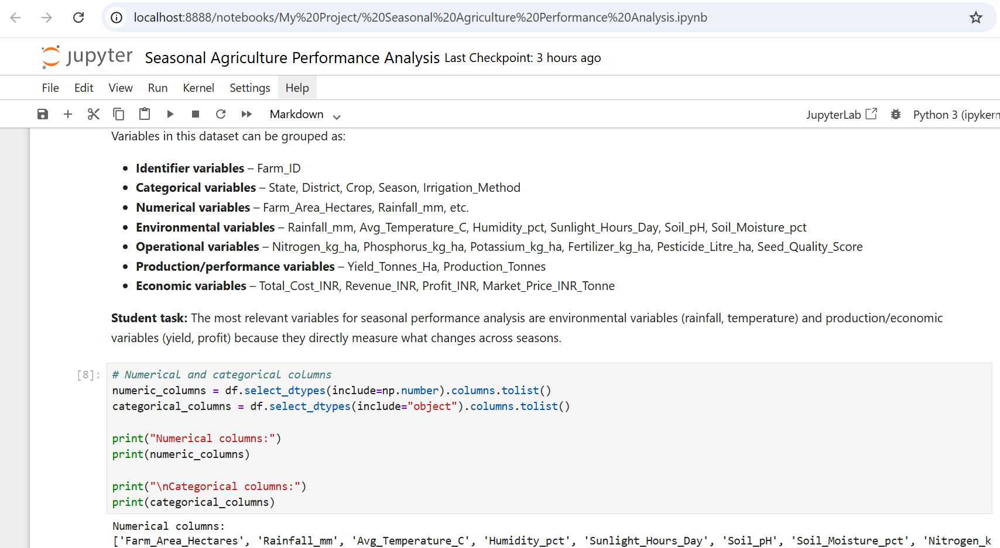 localhost:8888/notebooks/My%20Project/%20Seasonal%20Agriculture%20Performance%20Analysis.ipynb
jupyter Seasonal Agriculture Performance Analysis Last Checkpoint: 3 hours ago
File Edit View Run Kernel Settings Help
Markdown JupyterLab Python 3 (ipykern
Variables in this dataset can be grouped as:
• Identifier variables – Farm_ID
• Categorical variables – State, District, Crop, Season, Irrigation_Method
• Numerical variables – Farm_Area_Hectares, Rainfall_mm, etc.
• Environmental variables – Rainfall_mm, Avg_Temperature_C, Humidity_pct, Sunlight_Hours_Day, Soil_pH, Soil_Moisture_pct
• Operational variables – Nitrogen_kg_ha, Phosphorus_kg_ha, Potassium_kg_ha, Fertilizer_kg_ha, Pesticide_Litre_ha, Seed_Quality_Score
• Production/performance variables – Yield_Tonnes_Ha, Production_Tonnes
• Economic variables – Total_Cost_INR, Revenue_INR, Profit_INR, Market_Price_INR_Tonne
Student task: The most relevant variables for seasonal performance analysis are environmental variables (rainfall, temperature) and production/economic
variables (yield, profit) because they directly measure what changes across seasons.
[8]: # Numerical and categorical columns
numeric_columns = df.select_dtypes(include=np.number).columns.tolist()
categorical_columns = df.select_dtypes(include="object").columns.tolist()
print("Numerical columns:")
print(numeric_columns)
print("\nCategorical columns:")
print(categorical_columns)
Numerical columns:
['Farm_Area_Hectares', 'Rainfall_mm', 'Avg_Temperature_C', 'Humidity_pct', 'Sunlight_Hours_Day', 'Soil_pH', 'Soil_Moisture_pct', 'Nitrogen_k